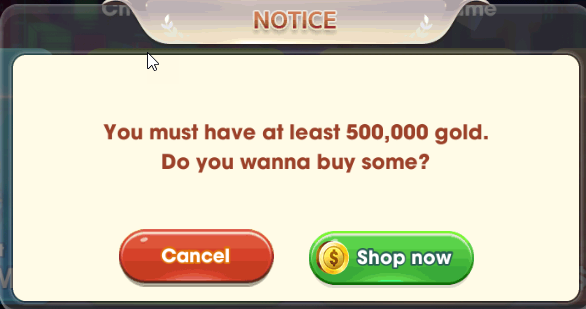 NOTICE
You must have at least 500,000 gold.
Do you wanna buy some?
Cancel
Shop now